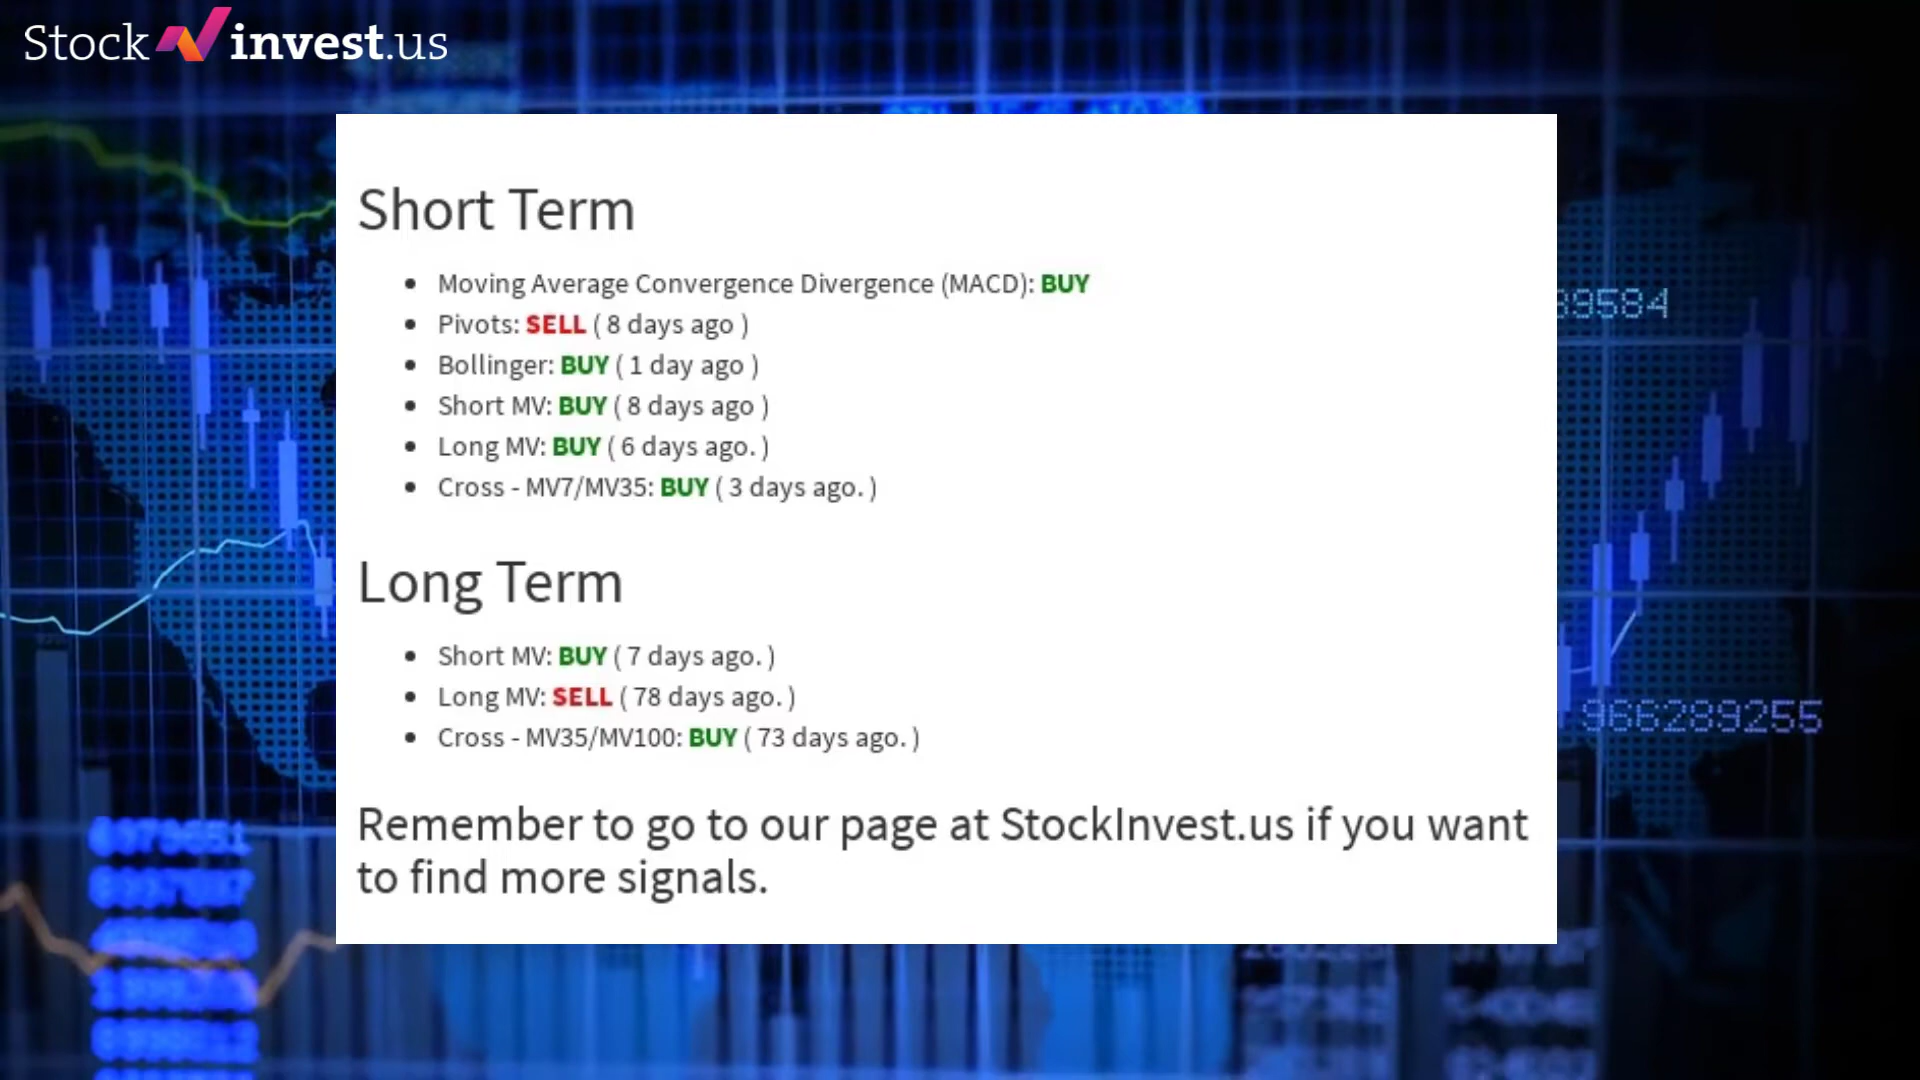 Stock invest.us
Short Term
• Moving Average Convergence Divergence (MACD): BUY
• Pivots: SELL ( 8 days ago )
• Bollinger: BUY ( 1 day ago )
• Short MV: BUY ( 8 days ago )
• Long MV: BUY ( 6 days ago. )
• Cross - MV7/MV35: BUY ( 3 days ago. )
Long Term
• Short MV: BUY ( 7 days ago. )
• Long MV: SELL ( 78 days ago. )
• Cross - MV35/MV100: BUY ( 73 days ago. )
Remember to go to our page at StockInvest.us if you want
to find more signals.
966289255